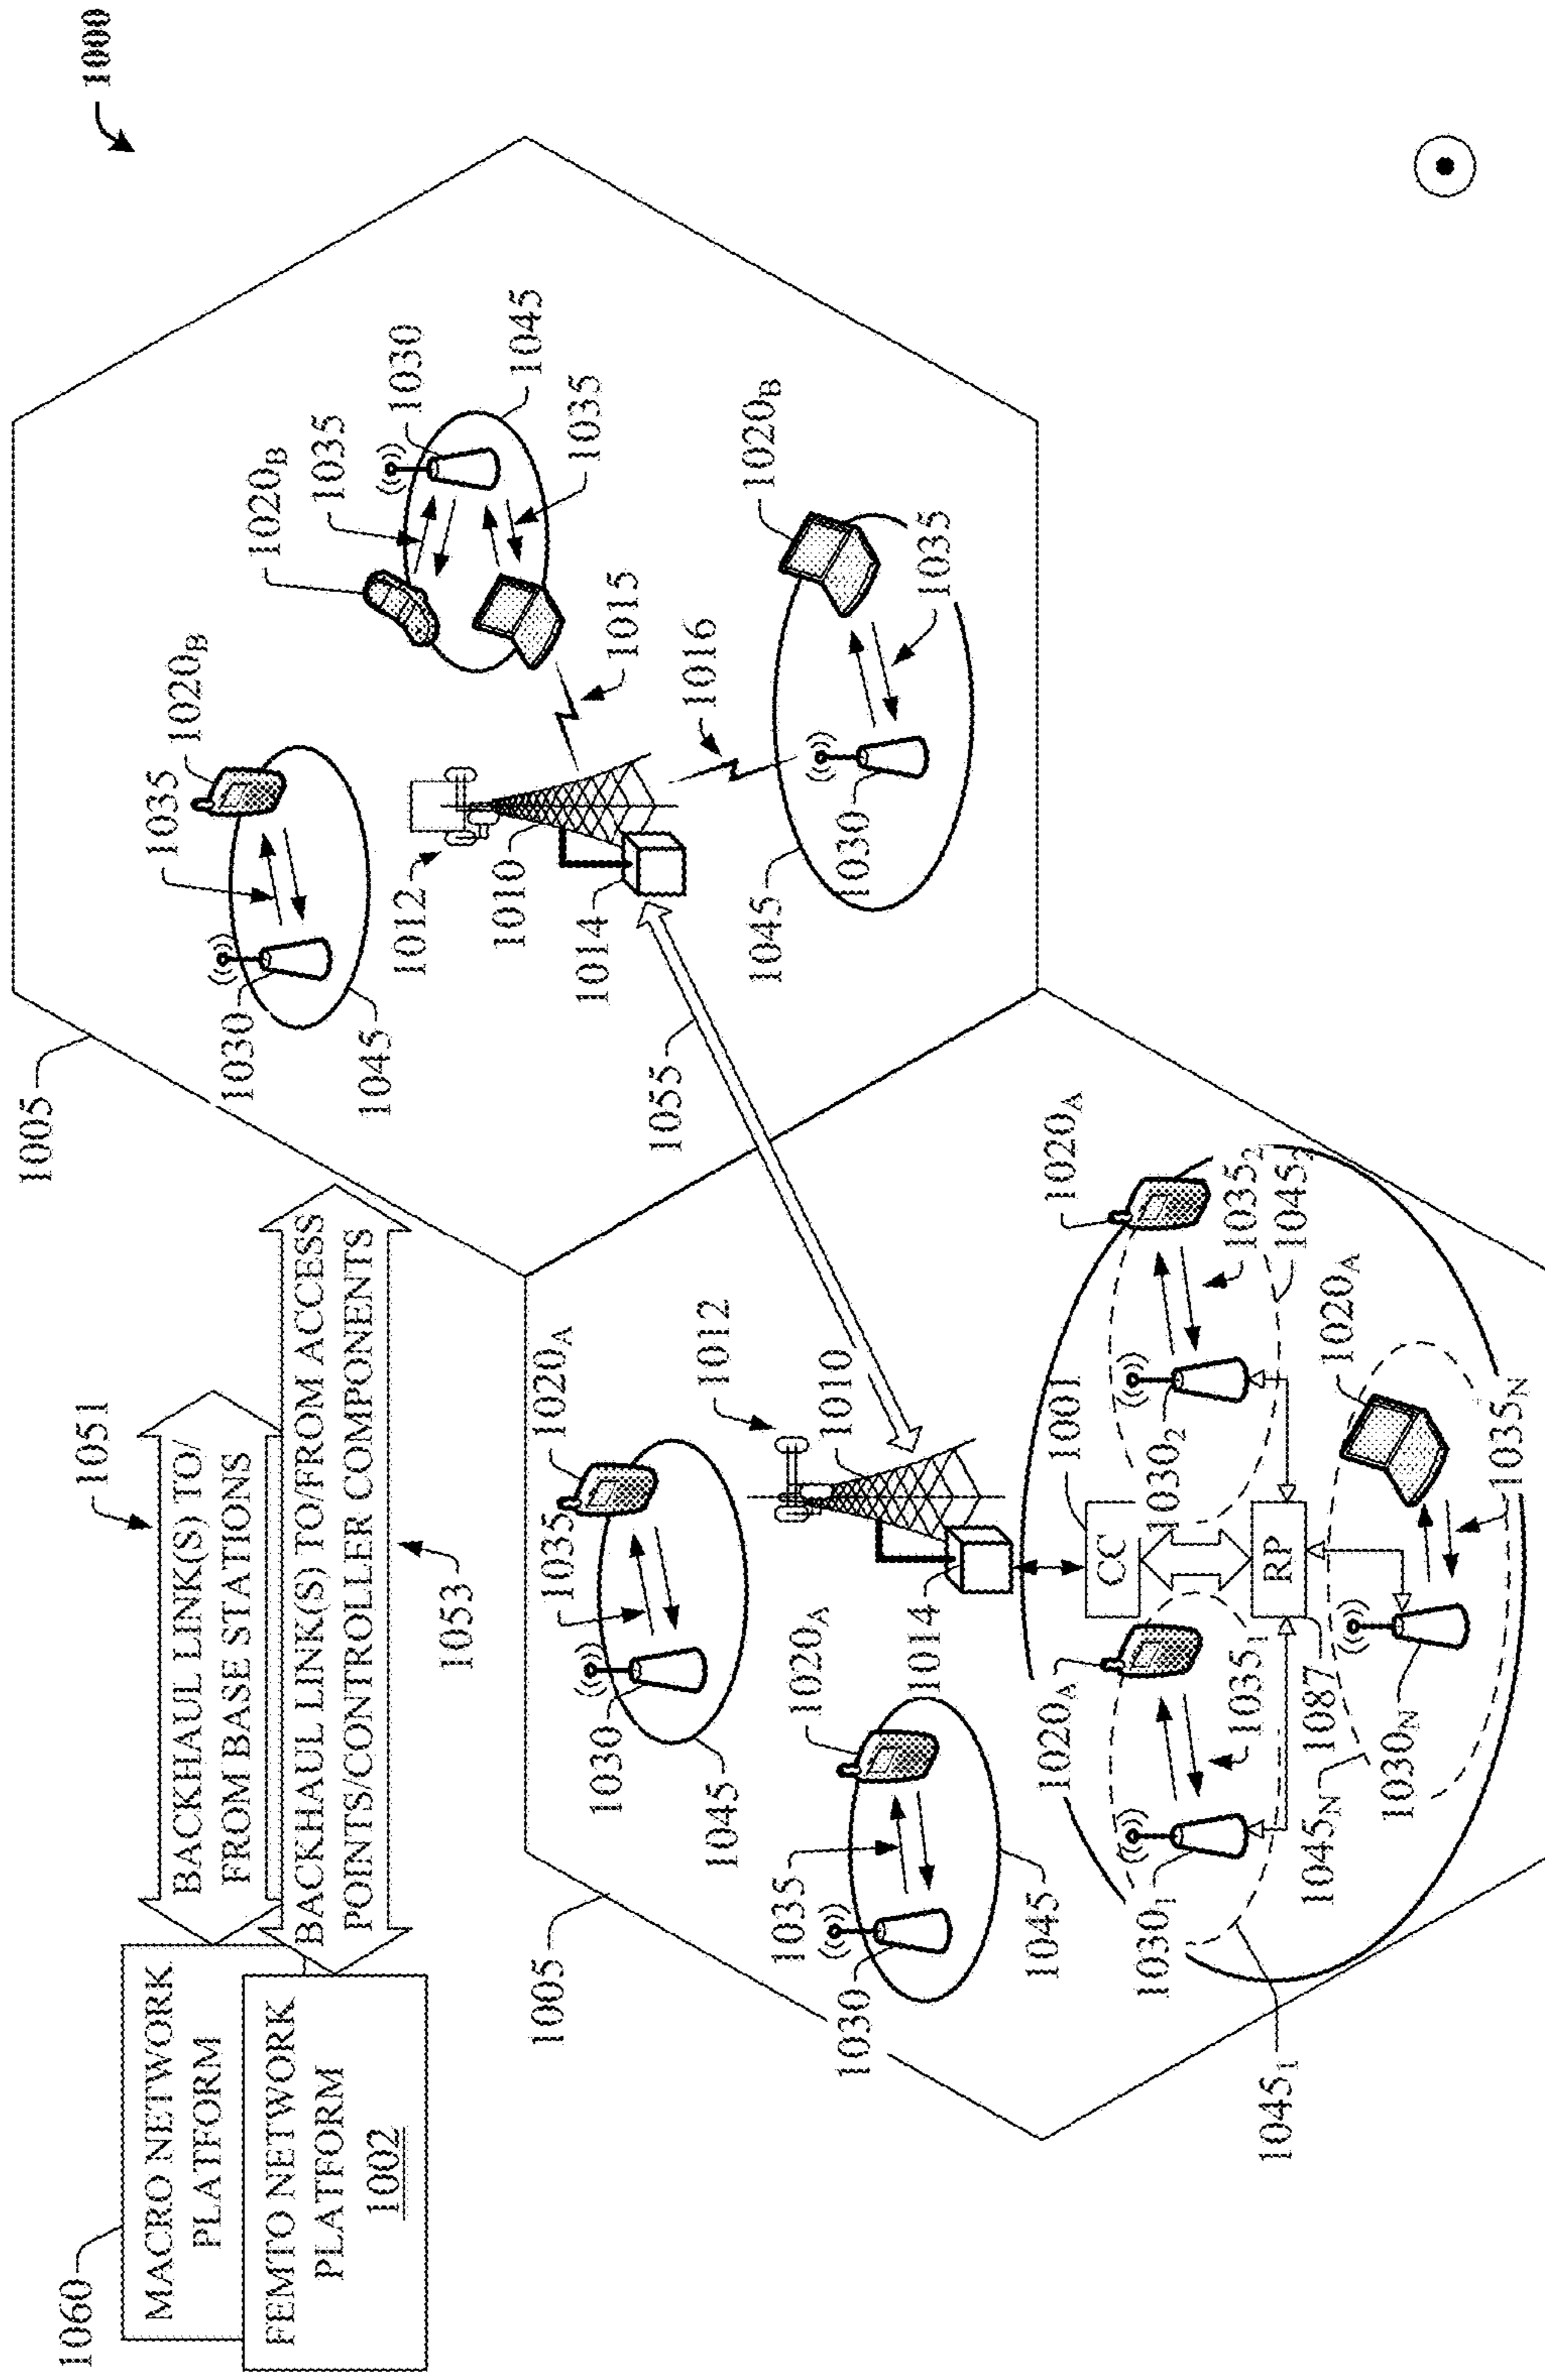 1000
1060
MACRO NETWORK
PLATFORM
FEMTO NETWORK
PLATFORM
1002
1051
BACKHAUL LINK(S) TO/
FROM BASE STATIONS
BACKHAUL LINK(S) TO/FROM ACCESS
POINTS/CONTROLLER COMPONENTS
1053
1005
1030
1035
1020B
1045
1012
1010
1014
1020B
1035
1030
1045
1035
1015
1016
1020B
1035
1030
1045
1055
1005
1035
1020A
1030
1045
1012
1010
1014
1020A
1035
1030
1045
1001
CC
RP
1087
1020A
1035₁
1030₁
1045₁
1020A
1035₂
1045₂
1030₂
1020A
1035N
1030N
1045N